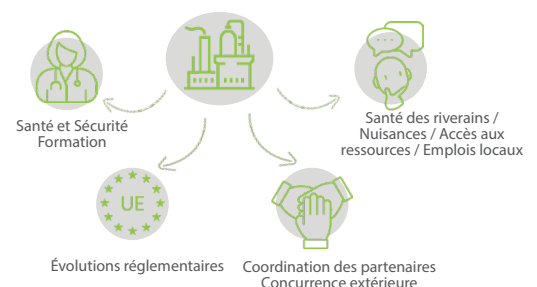 Santé et Sécurité
Formation
Santé des riverains /
Nuisances / Accès aux
ressources / Emplois locaux
UE
Évolutions réglementaires
Coordination des partenaires
Concurrence extérieure